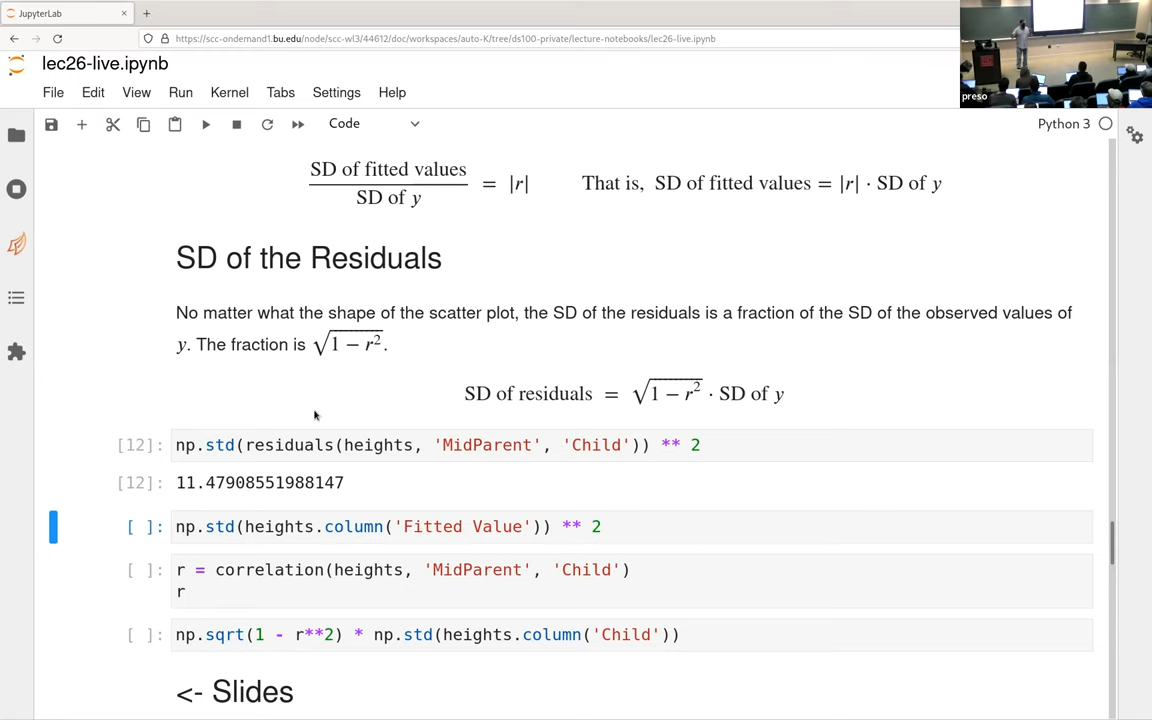 JupyterLab
https://scc-ondemand1.bu.edu/node/scc-wl3/44612/doc/workspaces/auto-K/tree/ds100-private/lecture-notebooks/lec26-live.ipynb
preso
lec26-live.ipynb
File Edit View Run Kernel Tabs Settings Help
Code Python 3
SD of fitted values / SD of y = |r| That is, SD of fitted values = |r| · SD of y
SD of the Residuals
No matter what the shape of the scatter plot, the SD of the residuals is a fraction of the SD of the observed values of
y. The fraction is √1 − r².
SD of residuals = √1 − r² · SD of y
[12]: np.std(residuals(heights, 'MidParent', 'Child')) ** 2
[12]: 11.47908551988147
[ ]: np.std(heights.column('Fitted Value')) ** 2
[ ]: r = correlation(heights, 'MidParent', 'Child')
r
[ ]: np.sqrt(1 - r**2) * np.std(heights.column('Child'))
<- Slides